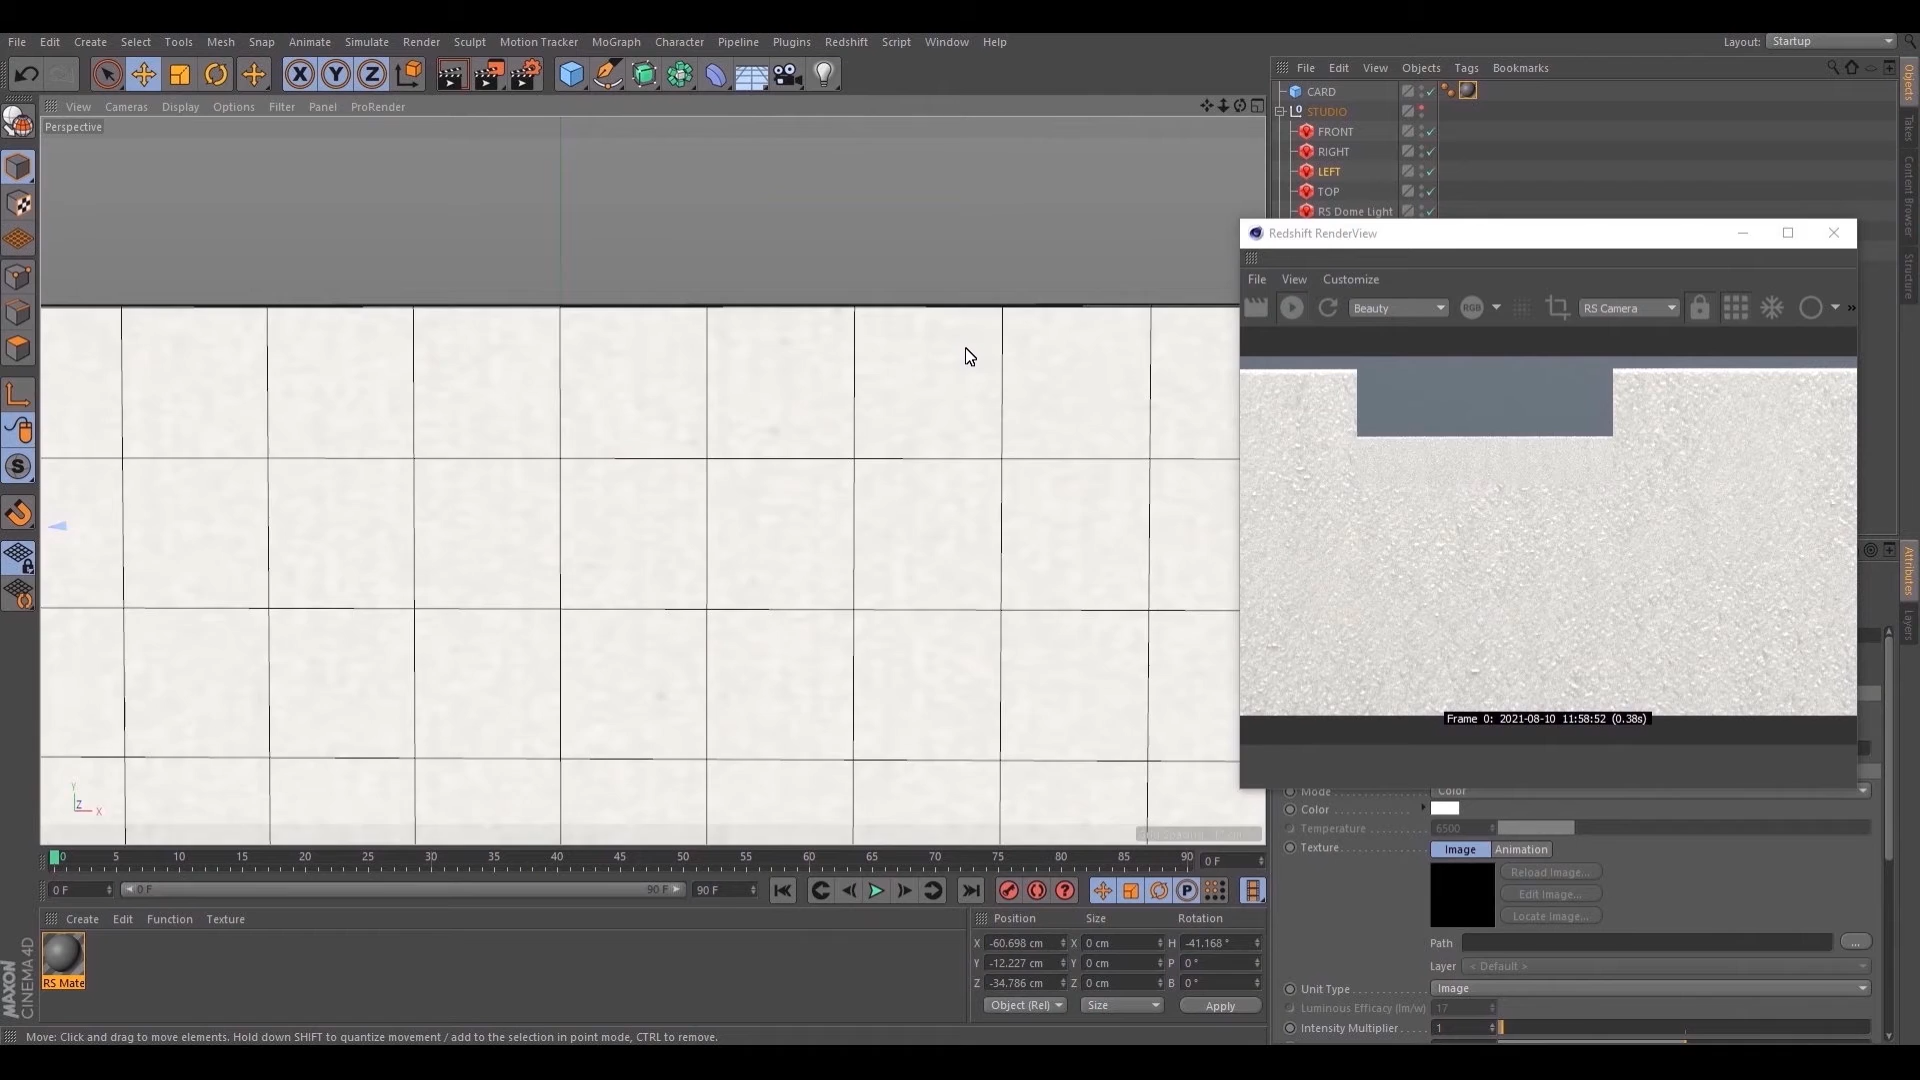 File Edit Create Select Tools Mesh Snap Animate Simulate Render Sculpt Motion Tracker MoGraph Character Pipeline Plugins Redshift Script Window Help
Layout: Startup
X Y Z
File Edit View Objects Tags Bookmarks
View Cameras Display Options Filter Panel ProRender
Perspective
CARD
STUDIO
FRONT
RIGHT
LEFT
TOP
RS Dome Light
Objects
Takes
Content Browser
Structure
Attributes
Layers
Redshift RenderView
File View Customize
Beauty
RGB
RS Camera
Frame 0: 2021-08-10 11:58:52 (0.38s)
Y
Z X
Mode Color
Color
Temperature 6500
Texture Image Animation
Reload Image...
Edit Image...
Locate Image...
Path ...
Layer < Default >
Unit Type Image
Luminous Efficacy (lm/w) 17
Intensity Multiplier 1
0 5 10 15 20 25 30 35 40 45 50 55 60 65 70 75 80 85 90 0 F
0 F 0 F 90 F 90 F
Create Edit Function Texture
RS Mate
MAXON
CINEMA 4D
Position Size Rotation
X -60.698 cm X 0 cm H -41.168 °
Y -12.227 cm Y 0 cm P 0 °
Z -34.786 cm Z 0 cm B 0 °
Object (Rel) Size Apply
Move: Click and drag to move elements. Hold down SHIFT to quantize movement / add to the selection in point mode, CTRL to remove.